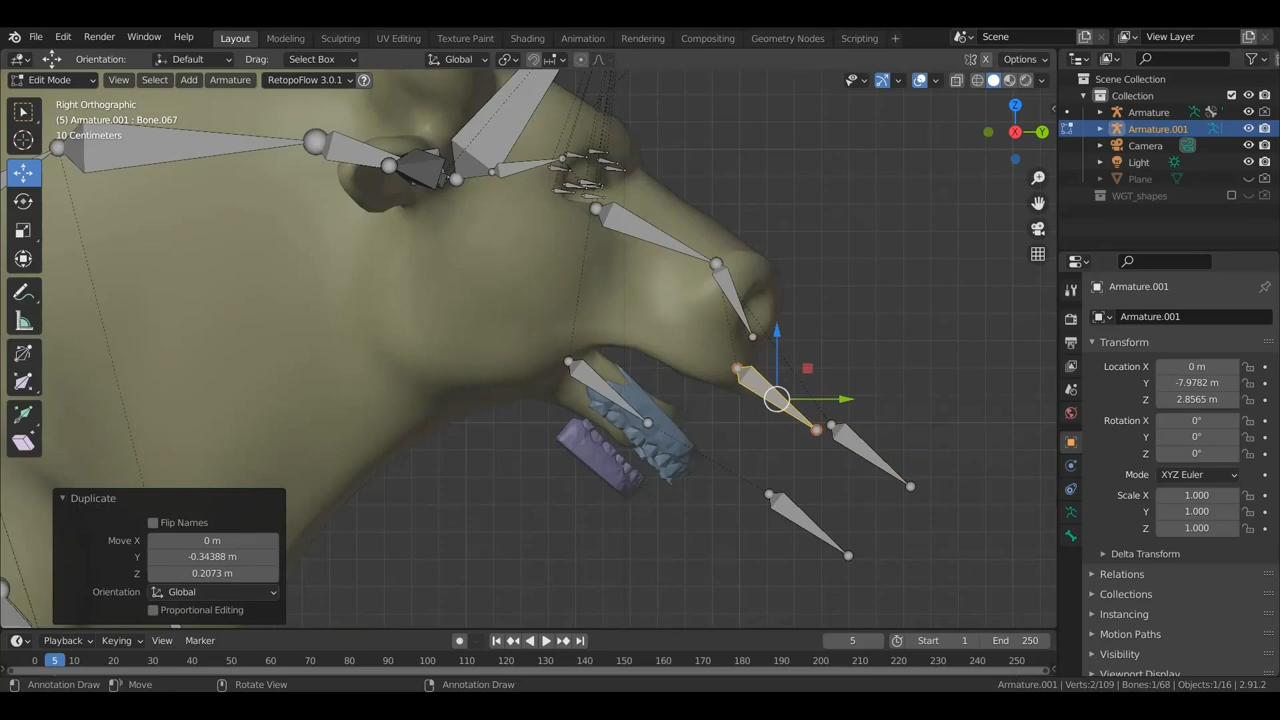 File Edit Render Window Help Layout Modeling Sculpting UV Editing Texture Paint Shading Animation Rendering Compositing Geometry Nodes Scripting + Scene View Layer
Orientation: Default Drag: Select Box Global Options
Edit Mode View Select Add Armature RetopoFlow 3.0.1 ?
Right Orthographic
(5) Armature.001 : Bone.067
10 Centimeters
Z
X
Y
Scene Collection
Collection
Armature
Armature.001
Camera
Light
Plane
WGT_shapes
Armature.001
Armature.001
Transform
Location X 0 m
Y -7.9782 m
Z 2.8565 m
Rotation X 0°
Y 0°
Z 0°
Mode XYZ Euler
Scale X 1.000
Y 1.000
Z 1.000
Delta Transform
Relations
Collections
Instancing
Motion Paths
Visibility
Viewport Display
Duplicate
Flip Names
Move X 0 m
Y -0.34388 m
Z 0.2073 m
Orientation Global
Proportional Editing
Playback Keying View Marker 5 Start 1 End 250
0 5 10 20 30 40 50 60 70 80 90 100 110 120 130 140 150 160 170 180 190 200 210 220 230 240 250
Annotation Draw Move Rotate View Annotation Draw Armature.001 | Verts:2/109 | Bones:1/68 | Objects:1/16 | 2.91.2